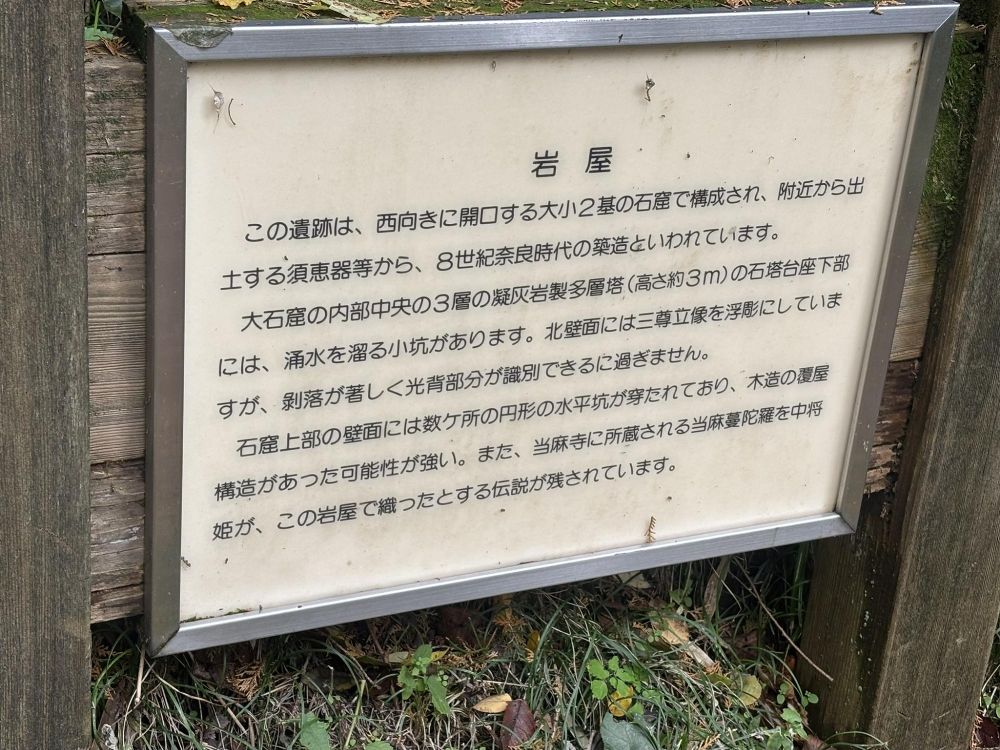 岩屋
この遺跡は、西向きに開口する大小2基の石窟で構成され、附近から出
土する須恵器等から、8世紀奈良時代の築造といわれています。
大石窟の内部中央の3層の凝灰岩製多層塔(高さ約3m)の石塔台座下部
には、涌水を溜る小坑があります。北壁面には三尊立像を浮彫にしていま
すが、剥落が著しく光背部分が識別できるに過ぎません。
石窟上部の壁面には数ケ所の円形の水平坑が穿たれており、木造の覆屋
構造があった可能性が強い。また、当麻寺に所蔵される当麻蔓陀羅を中将
姫が、この岩屋で織ったとする伝説が残されています。